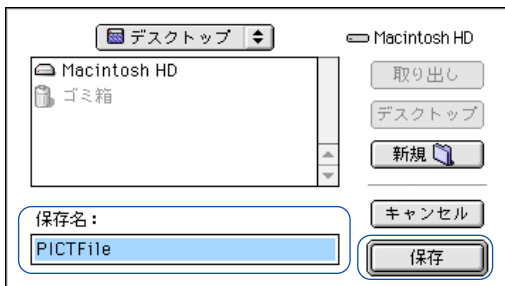 デスクトップ
Macintosh HD
Macintosh HD
ゴミ箱
取り出し
デスクトップ
新規
保存名：
PICTFile
キャンセル
保存